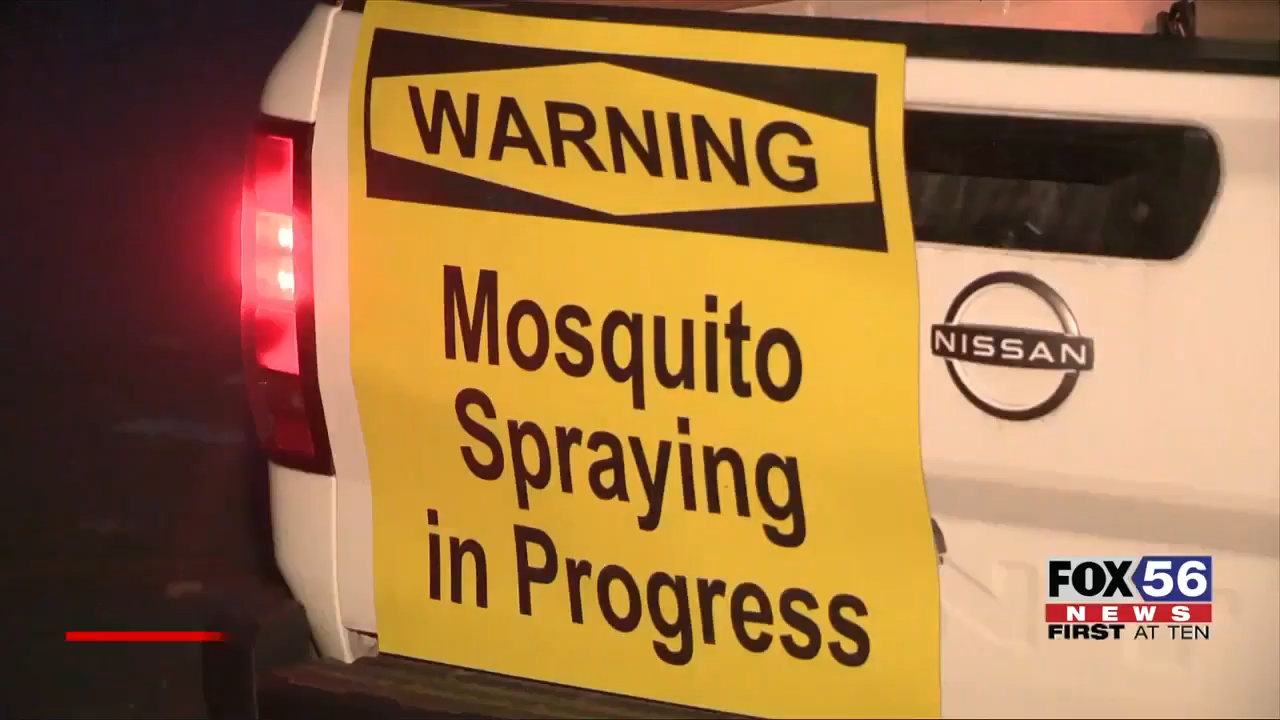 WARNING
Mosquito
Spraying
in Progress
NISSAN
FOX 56
NEWS
FIRST AT TEN